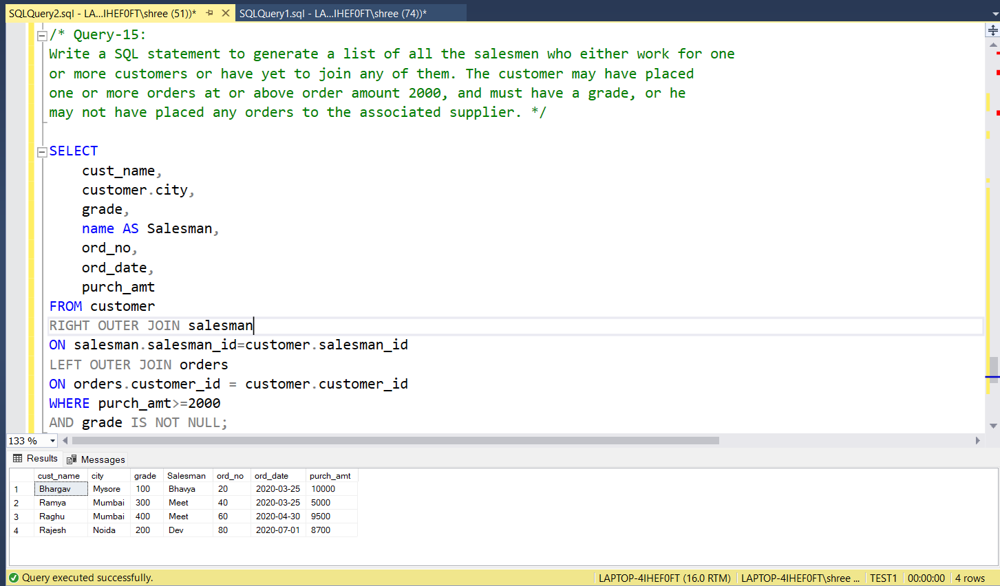 SQLQuery2.sql - LA...IHEF0FT\shree (51))* SQLQuery1.sql - LA...IHEF0FT\shree (74))*
/* Query-15:
Write a SQL statement to generate a list of all the salesmen who either work for one
or more customers or have yet to join any of them. The customer may have placed
one or more orders at or above order amount 2000, and must have a grade, or he
may not have placed any orders to the associated supplier. */
SELECT
cust_name,
customer.city,
grade,
name AS Salesman,
ord_no,
ord_date,
purch_amt
FROM customer
RIGHT OUTER JOIN salesman
ON salesman.salesman_id=customer.salesman_id
LEFT OUTER JOIN orders
ON orders.customer_id = customer.customer_id
WHERE purch_amt>=2000
AND grade IS NOT NULL;
133 %
Results Messages
cust_name city grade Salesman ord_no ord_date purch_amt
1 Bhargav Mysore 100 Bhavya 20 2020-03-25 10000
2 Ramya Mumbai 300 Meet 40 2020-03-25 5000
3 Raghu Mumbai 400 Meet 60 2020-04-30 9500
4 Rajesh Noida 200 Dev 80 2020-07-01 8700
Query executed successfully. LAPTOP-4IHEF0FT (16.0 RTM) LAPTOP-4IHEF0FT\shree ... TEST1 00:00:00 4 rows